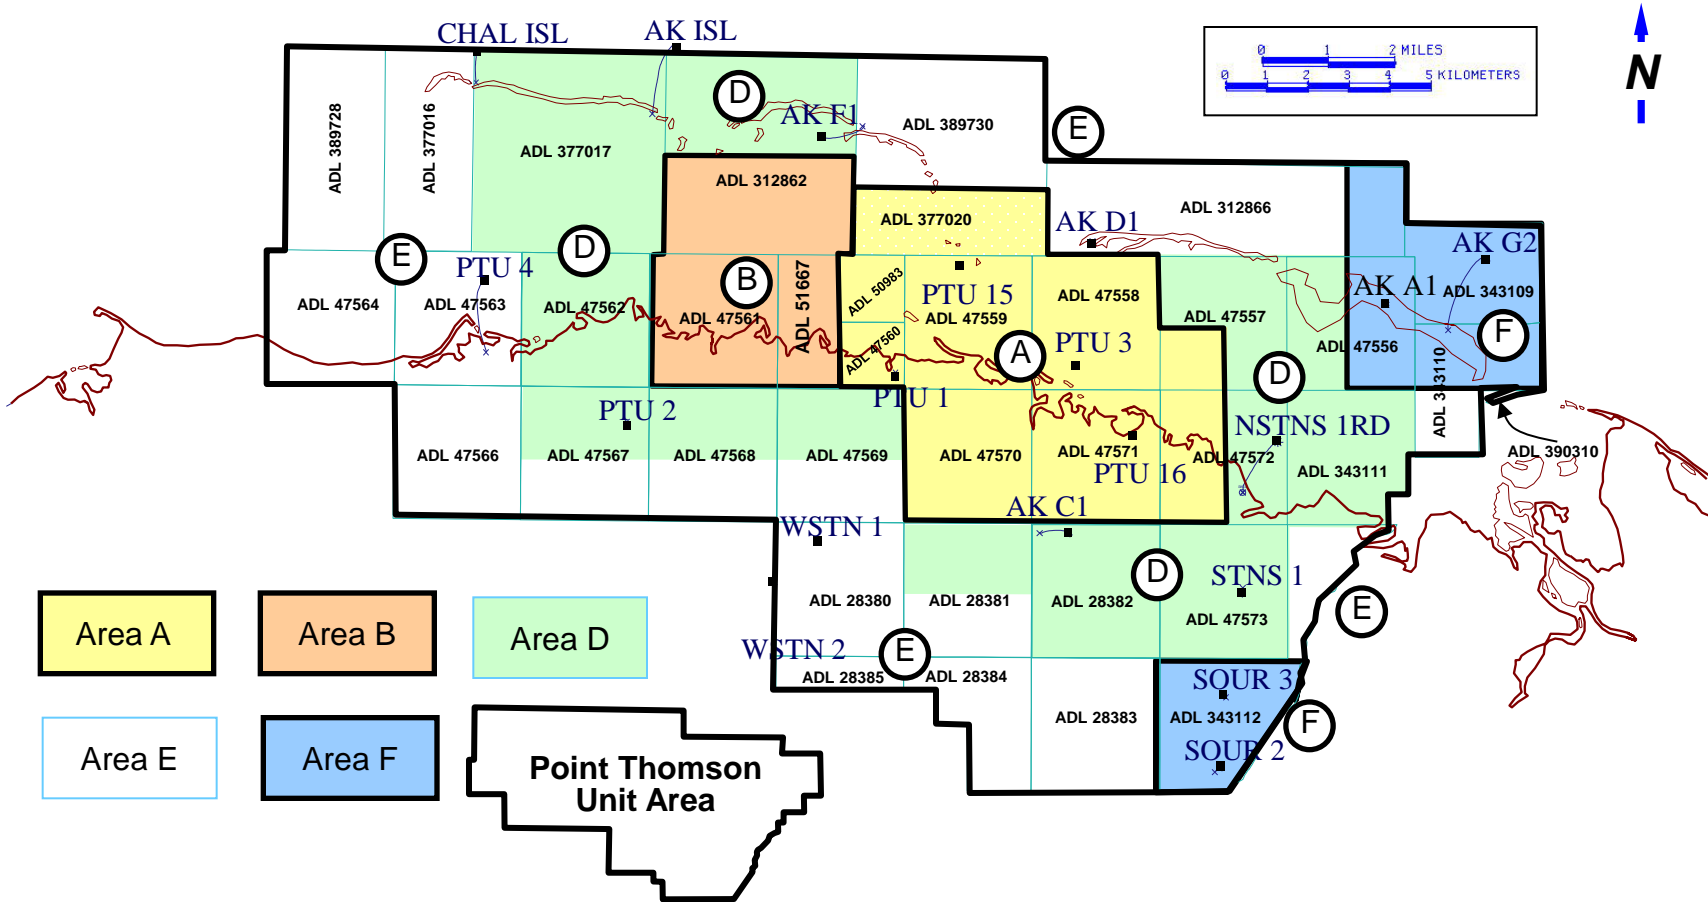 CHAL ISL
AK ISL
0 1 2 MILES
0 1 2 3 4 5 KILOMETERS
N
D
AK F1
ADL 389730
E
ADL 389728
ADL 377016
ADL 377017
ADL 312862
ADL 377020
AK D1
ADL 312866
AK G2
E
PTU 4
D
B
ADL 51667
ADL 50983
PTU 15
ADL 47558
AK A1
ADL 343109
ADL 47564
ADL 47563
ADL 47562
ADL 47561
ADL 47560
ADL 47559
ADL 47557
F
A
PTU 3
ADL 47556
ADL 343110
D
PTU 1
PTU 2
NSTNS 1RD
ADL 47566
ADL 47567
ADL 47568
ADL 47569
ADL 47570
ADL 47571
ADL 47572
ADL 343111
ADL 390310
PTU 16
AK C1
WSTN 1
D
STNS 1
ADL 28380
ADL 28381
ADL 28382
ADL 47573
E
WSTN 2
E
ADL 28385
ADL 28384
SOUR 3
ADL 28383
ADL 343112
F
SOUR 2
Area A
Area B
Area D
Area E
Area F
Point Thomson
Unit Area